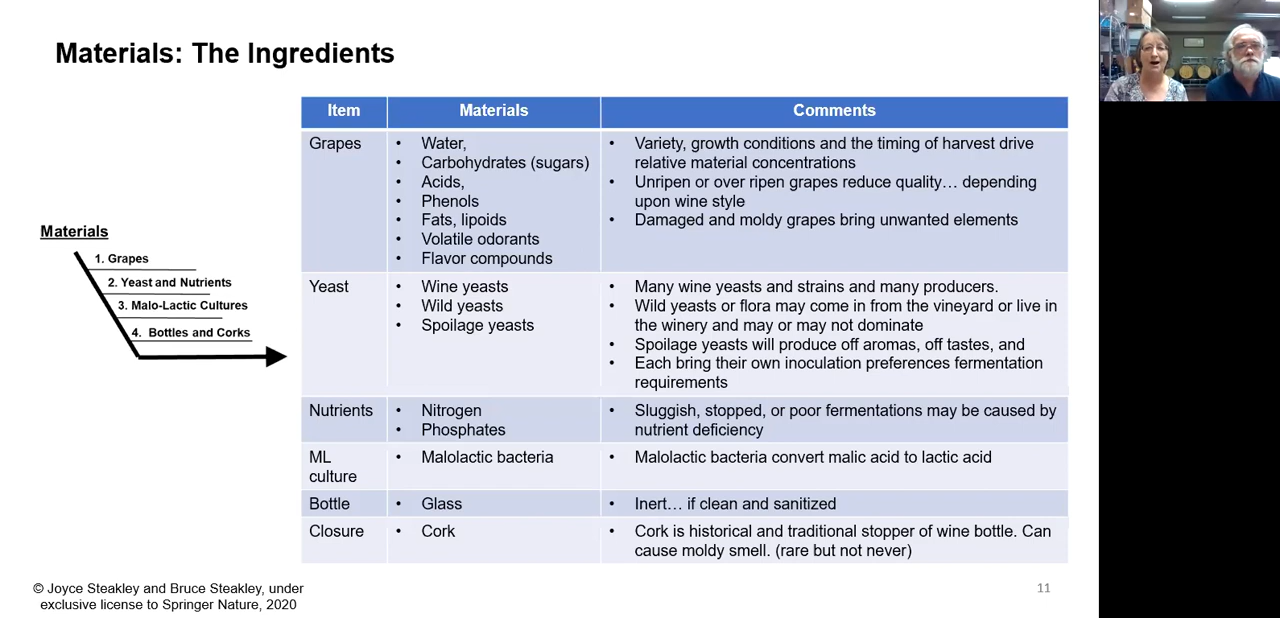 Materials: The Ingredients
Materials
1. Grapes
2. Yeast and Nutrients
3. Malo-Lactic Cultures
4. Bottles and Corks
Item Materials Comments
Grapes
• Water,
• Carbohydrates (sugars)
• Acids,
• Phenols
• Fats, lipoids
• Volatile odorants
• Flavor compounds
• Variety, growth conditions and the timing of harvest drive
relative material concentrations
• Unripen or over ripen grapes reduce quality… depending
upon wine style
• Damaged and moldy grapes bring unwanted elements
Yeast
• Wine yeasts
• Wild yeasts
• Spoilage yeasts
• Many wine yeasts and strains and many producers.
• Wild yeasts or flora may come in from the vineyard or live in
the winery and may or may not dominate
• Spoilage yeasts will produce off aromas, off tastes, and
• Each bring their own inoculation preferences fermentation
requirements
Nutrients
• Nitrogen
• Phosphates
• Sluggish, stopped, or poor fermentations may be caused by
nutrient deficiency
ML
culture
• Malolactic bacteria
• Malolactic bacteria convert malic acid to lactic acid
Bottle
• Glass
• Inert… if clean and sanitized
Closure
• Cork
• Cork is historical and traditional stopper of wine bottle. Can
cause moldy smell. (rare but not never)
© Joyce Steakley and Bruce Steakley, under
exclusive license to Springer Nature, 2020
11